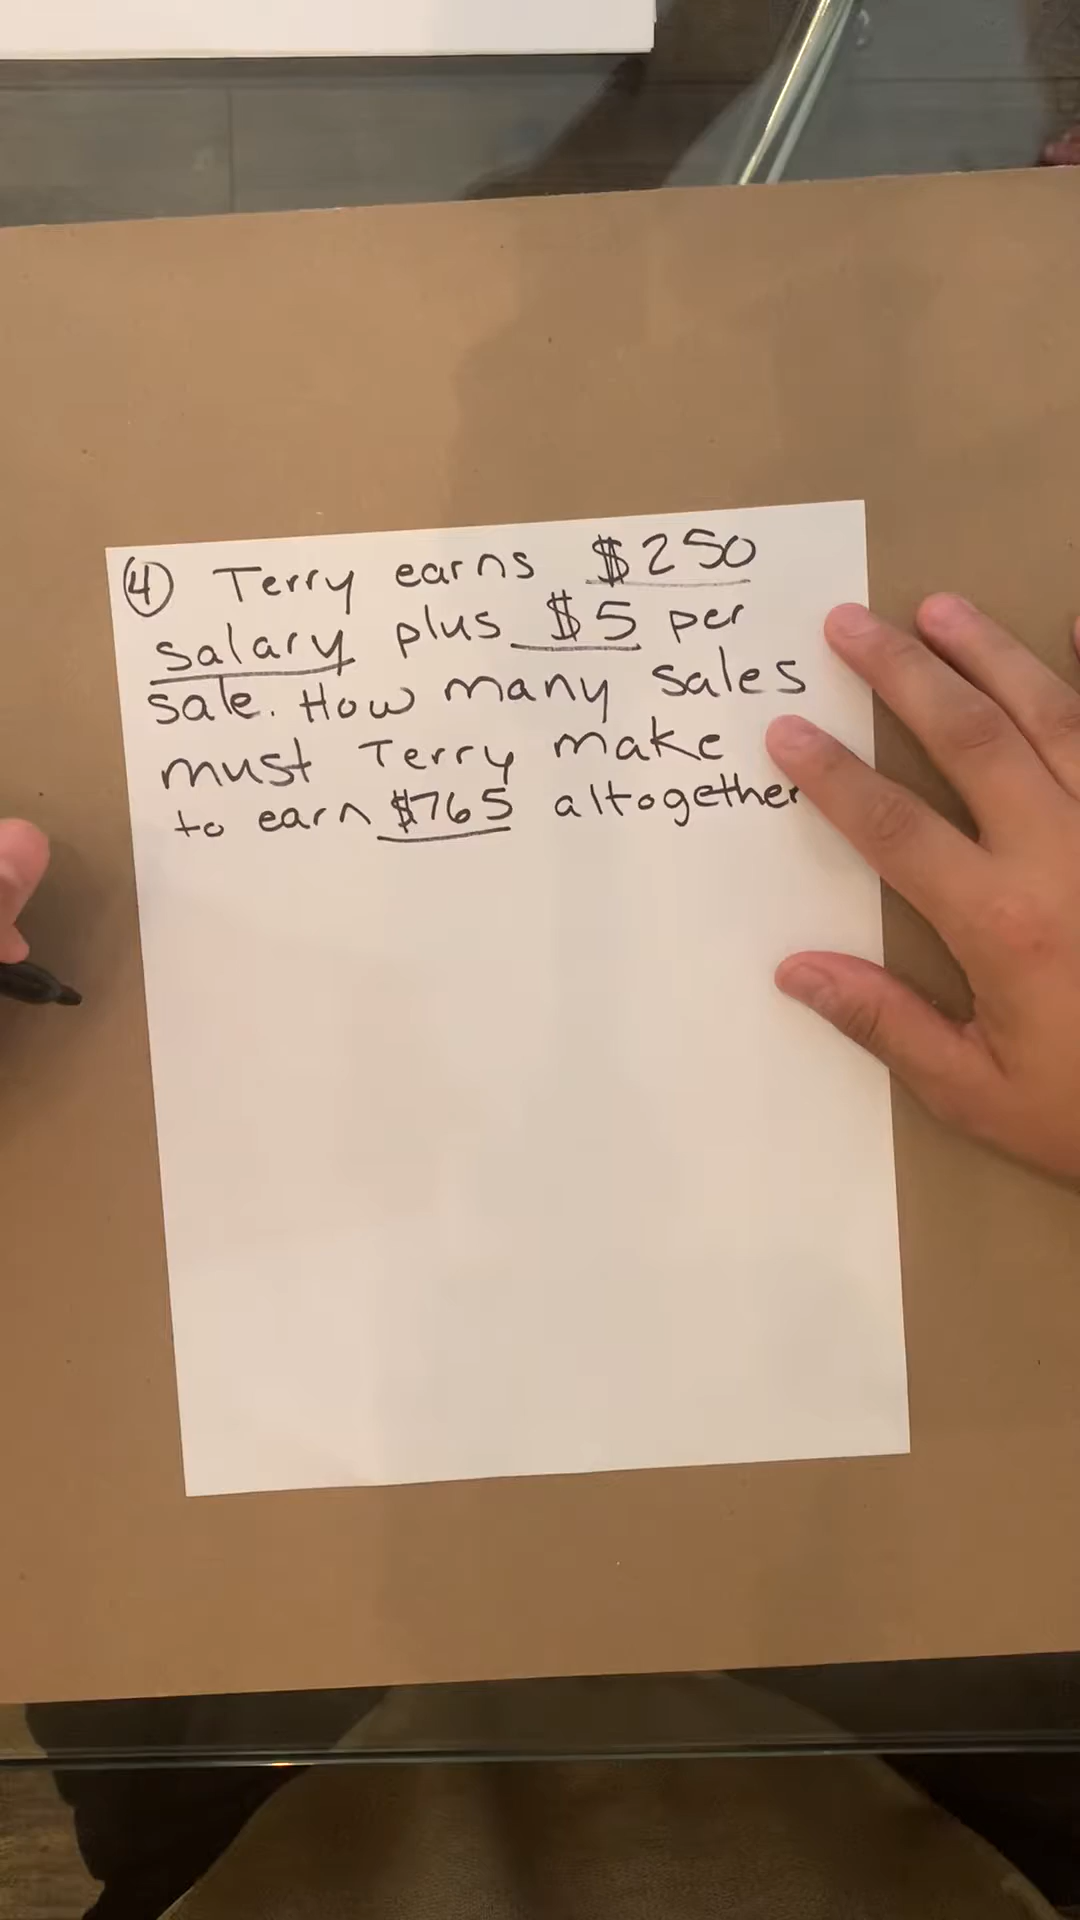 ④ Terry earns $250
salary plus $5 per
sale. How many sales
must Terry make
to earn $765 altogether